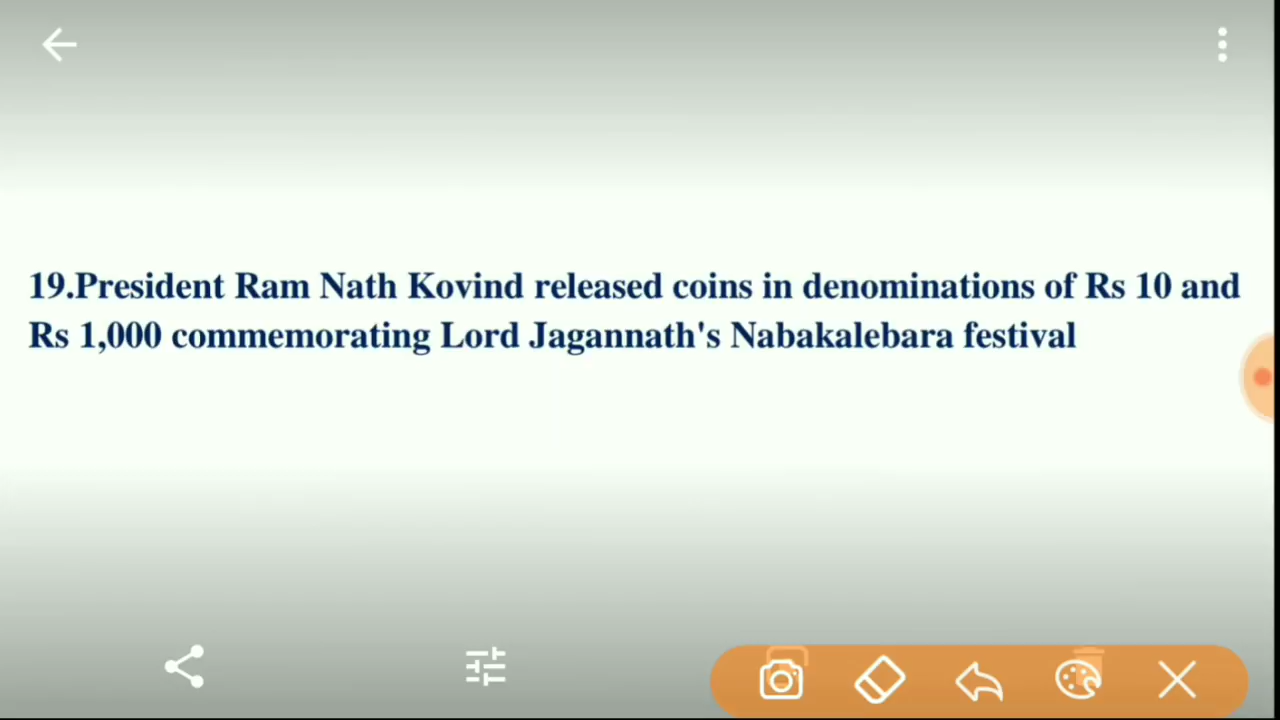 19.President Ram Nath Kovind released coins in denominations of Rs 10 and
Rs 1,000 commemorating Lord Jagannath's Nabakalebara festival